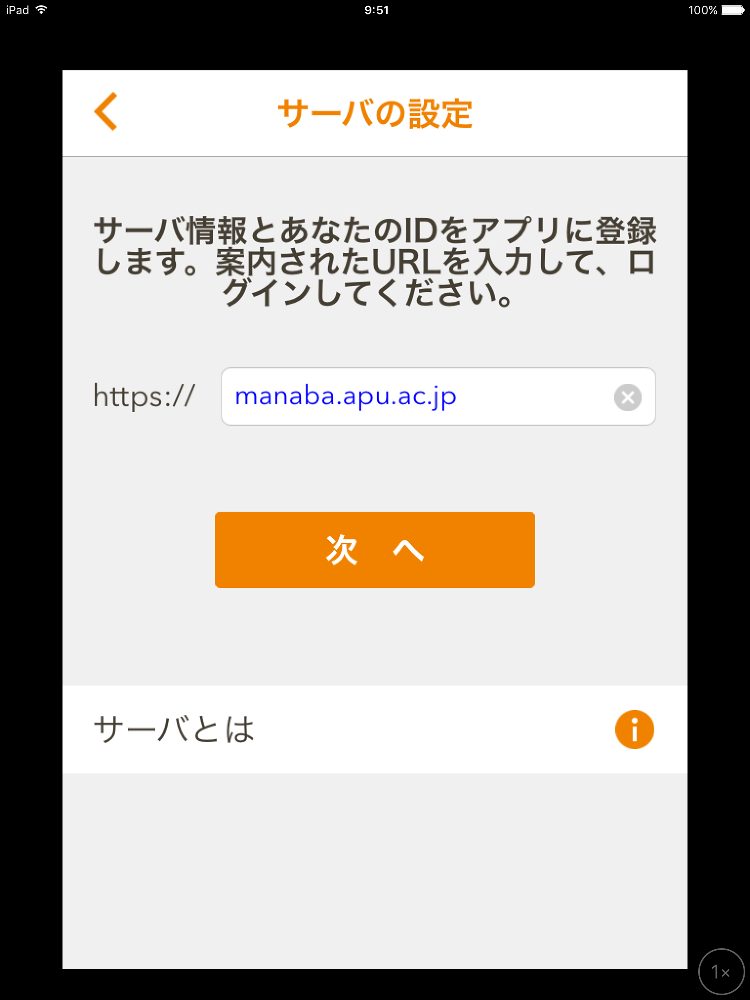 iPad 9:51 100%
サーバの設定
サーバ情報とあなたのIDをアプリに登録
します。案内されたURLを入力して、ロ
グインしてください。
https:// manaba.apu.ac.jp
次 へ
サーバとは
1×